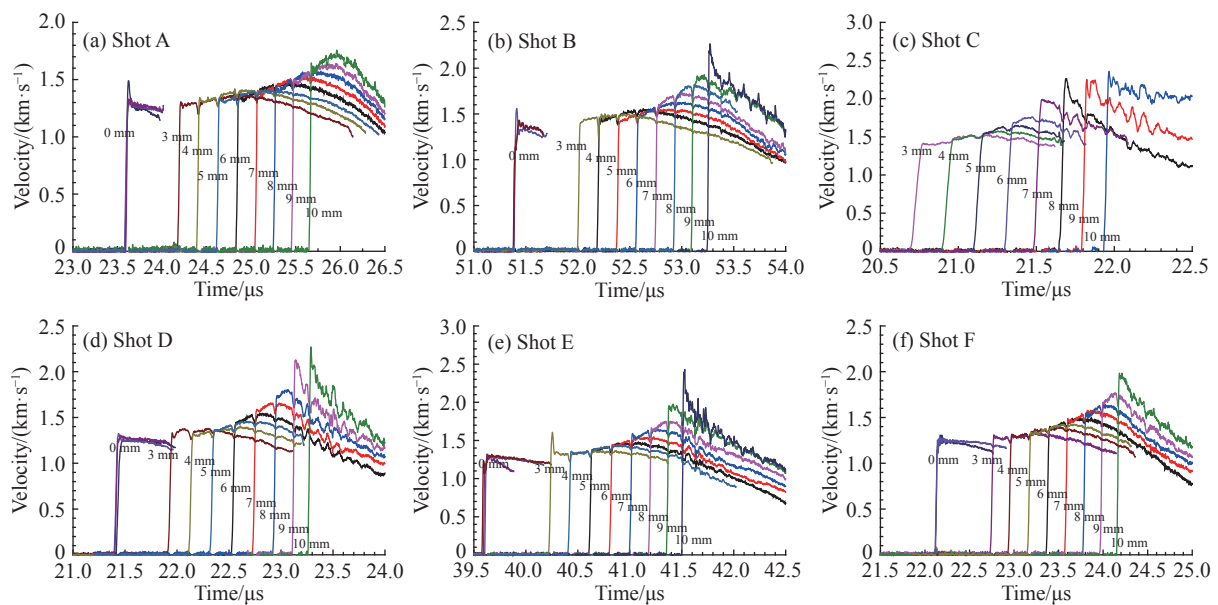 (a) Shot A
Velocity/(km·s⁻¹)
2.0
1.5
1.0
0.5
0
0 mm
3 mm
4 mm
5 mm
6 mm
7 mm
8 mm
9 mm
10 mm
23.0 23.5 24.0 24.5 25.0 25.5 26.0 26.5
Time/μs
(b) Shot B
Velocity/(km·s⁻¹)
2.5
2.0
1.5
1.0
0.5
0
0 mm
3 mm
4 mm
5 mm
6 mm
7 mm
8 mm
9 mm
10 mm
51.0 51.5 52.0 52.5 53.0 53.5 54.0
Time/μs
(c) Shot C
Velocity/(km·s⁻¹)
3.0
2.5
2.0
1.5
1.0
0.5
0
3 mm
4 mm
5 mm
6 mm
7 mm
8 mm
9 mm
10 mm
20.5 21.0 21.5 22.0 22.5
Time/μs
(d) Shot D
Velocity/(km·s⁻¹)
2.5
2.0
1.5
1.0
0.5
0
0 mm
3 mm
4 mm
5 mm
6 mm
7 mm
8 mm
9 mm
10 mm
21.0 21.5 22.0 22.5 23.0 23.5 24.0
Time/μs
(e) Shot E
Velocity/(km·s⁻¹)
3.0
2.5
2.0
1.5
1.0
0.5
0
0 mm
3 mm
4 mm
5 mm
6 mm
7 mm
8 mm
9 mm
10 mm
39.5 40.0 40.5 41.0 41.5 42.0 42.5
Time/μs
(f) Shot F
Velocity/(km·s⁻¹)
2.5
2.0
1.5
1.0
0.5
0
0 mm
3 mm
4 mm
5 mm
6 mm
7 mm
8 mm
9 mm
10 mm
21.5 22.0 22.5 23.0 23.5 24.0 24.5 25.0
Time/μs